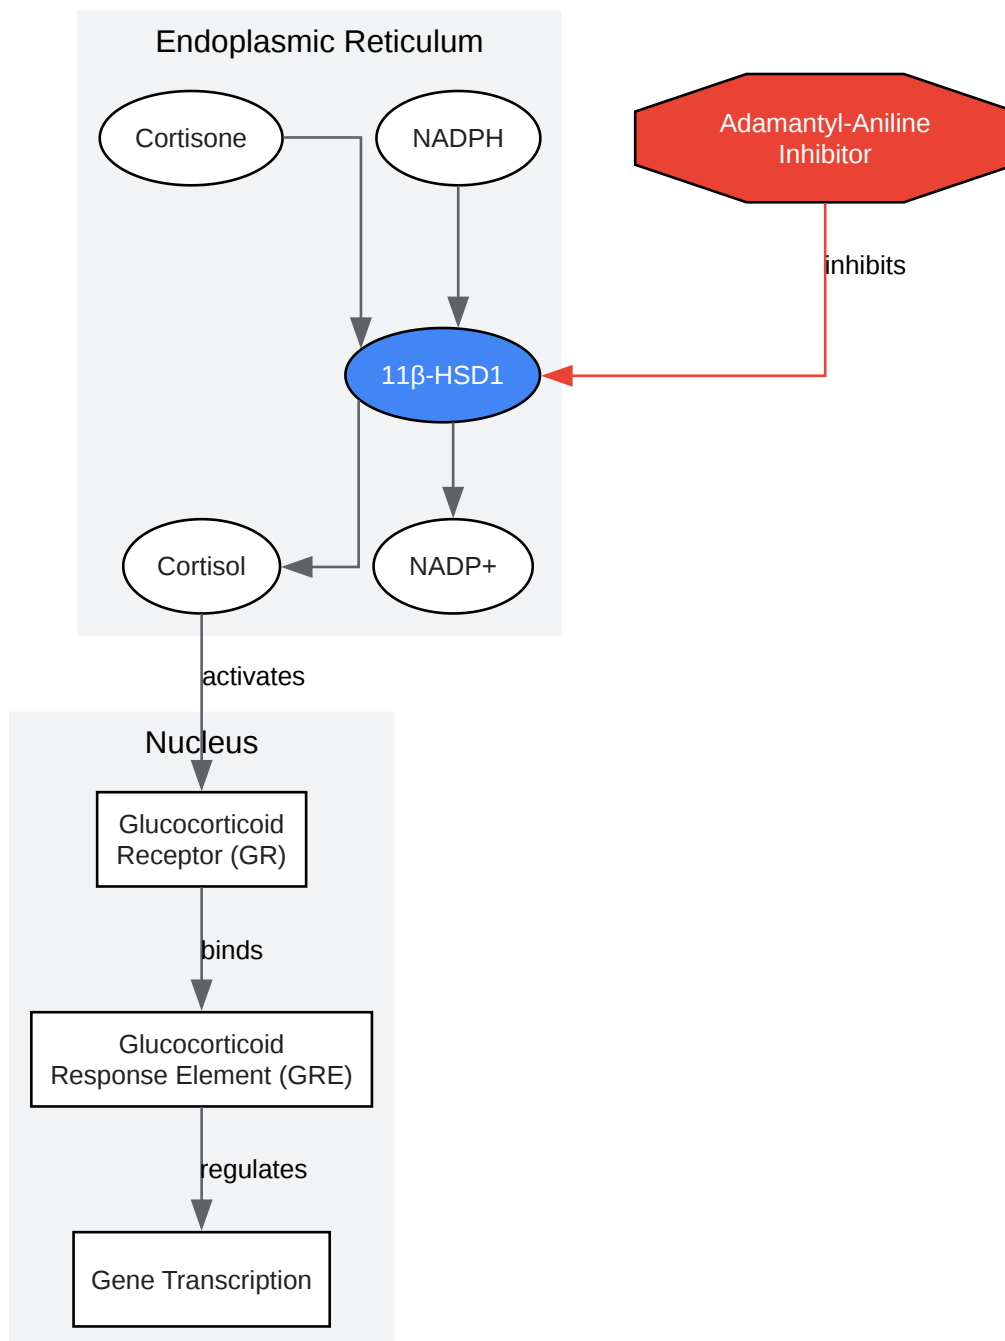 Endoplasmic Reticulum
Cortisone
NADPH
Adamantyl-Aniline
Inhibitor
inhibits
11β-HSD1
Cortisol
NADP+
activates
Nucleus
Glucocorticoid
Receptor (GR)
binds
Glucocorticoid
Response Element (GRE)
regulates
Gene Transcription